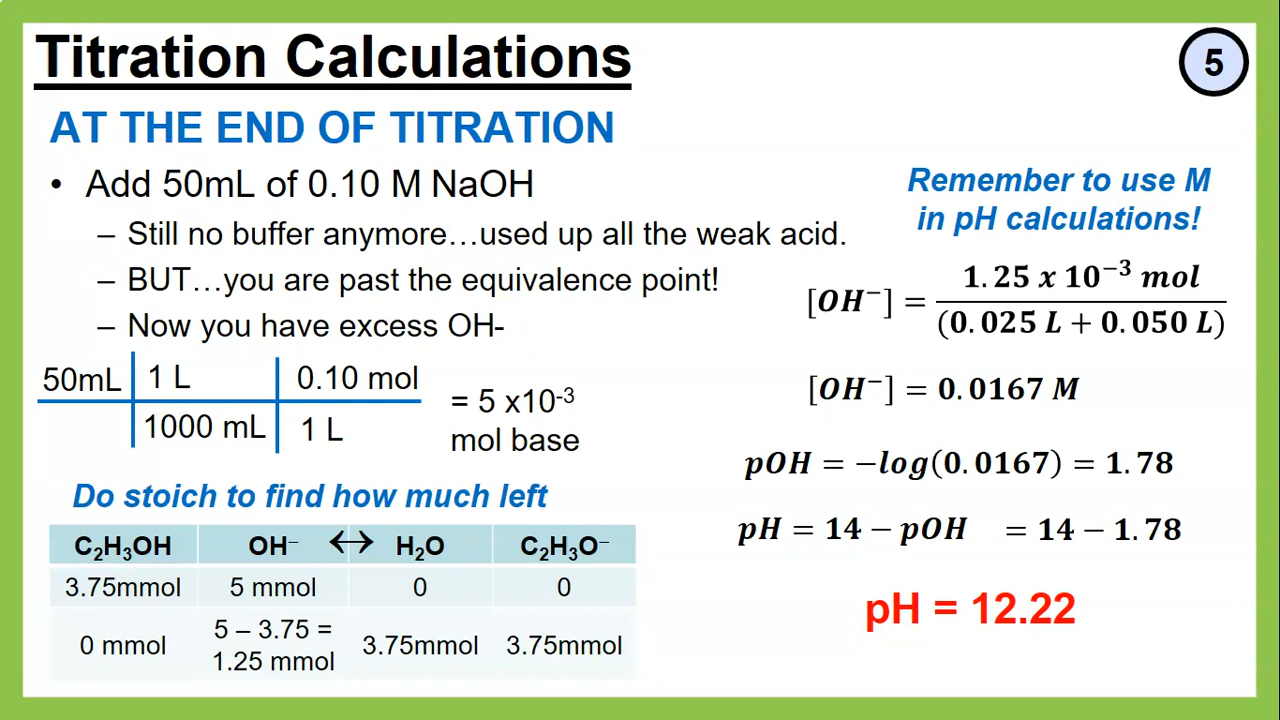 Titration Calculations
5
AT THE END OF TITRATION
• Add 50mL of 0.10 M NaOH
– Still no buffer anymore…used up all the weak acid.
– BUT…you are past the equivalence point!
– Now you have excess OH-
50mL | 1 L | 0.10 mol
1000 mL | 1 L
= 5 x10⁻³
mol base
Do stoich to find how much left
C₂H₃OH OH⁻ ↔ H₂O C₂H₃O⁻
3.75mmol 5 mmol 0 0
0 mmol 5 – 3.75 = 1.25 mmol 3.75mmol 3.75mmol
Remember to use M
in pH calculations!
[OH⁻] = 1.25 x 10⁻³ mol / (0.025 L + 0.050 L)
[OH⁻] = 0.0167 M
pOH = −log(0.0167) = 1.78
pH = 14 − pOH = 14 − 1.78
pH = 12.22